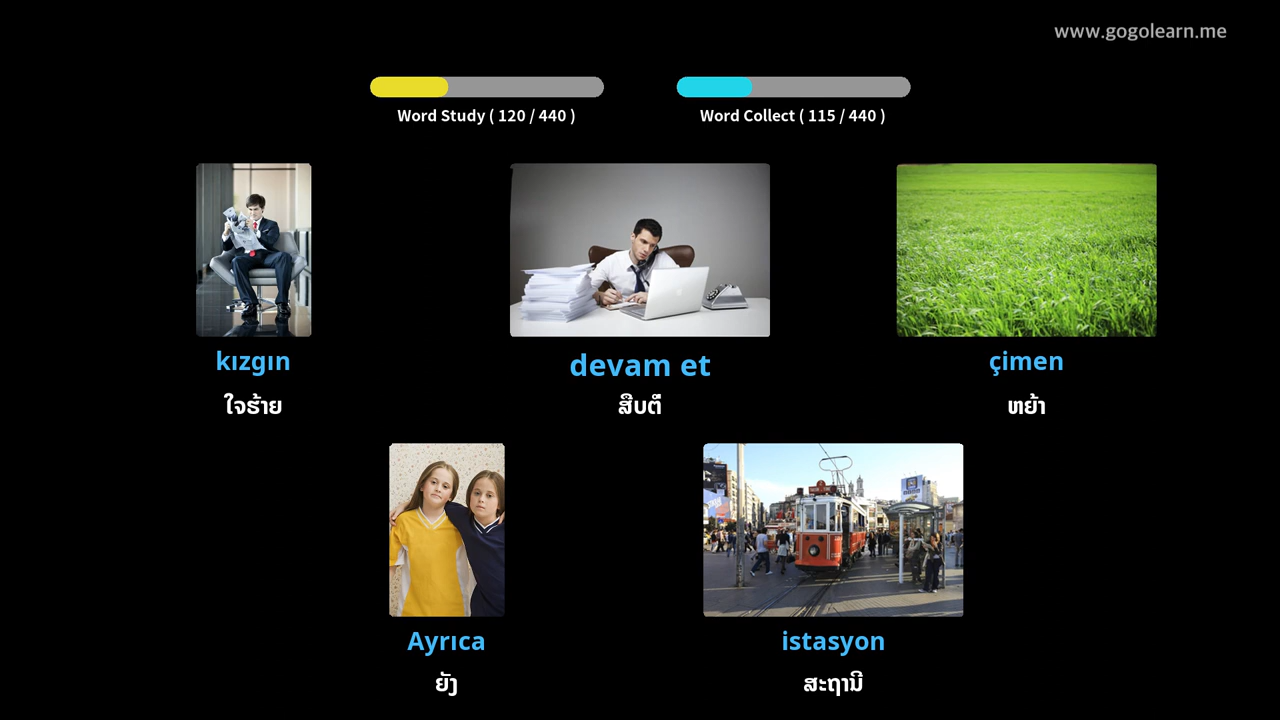 www.gogolearn.me
Word Study ( 120 / 440 )
Word Collect ( 115 / 440 )
kızgın
ໃຈຮ້າຍ
devam et
ສືບຕໍ່
çimen
ຫຍ້າ
Ayrıca
ຍັງ
istasyon
ສະຖານີ